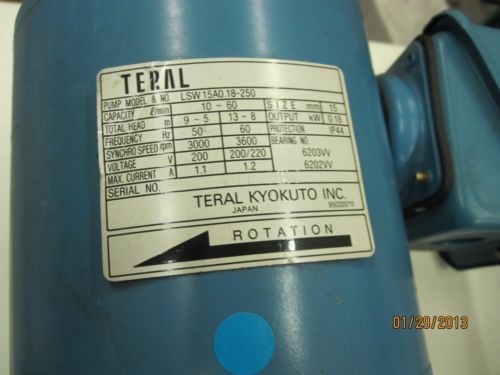 TERAL
PUMP MODEL & NO. LSW15A0.18-250
CAPACITY ℓ/min 10 ~ 60 SIZE mm 15
TOTAL HEAD m 9 ~ 5 13 ~ 8 OUTPUT kW 0.18
FREQUENCY Hz 50 60 PROTECTION IP44
SYNCHRO SPEED rpm 3000 3600 BEARING NO.
VOLTAGE V 200 200/220 6203VV
MAX. CURRENT A 1.1 1.2 6202VV
SERIAL NO.
TERAL KYOKUTO INC.
JAPAN 950320711
ROTATION
01/29/2013